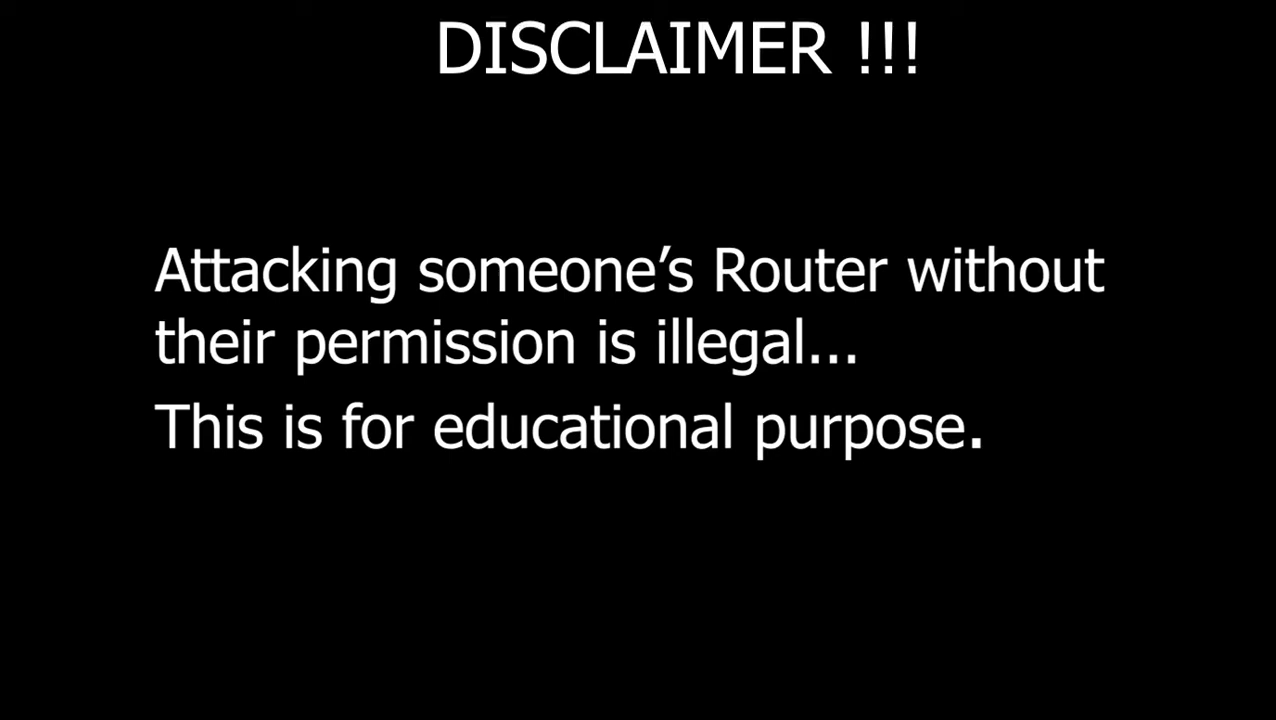 DISCLAIMER !!!
Attacking someone’s Router without
their permission is illegal...
This is for educational purpose.